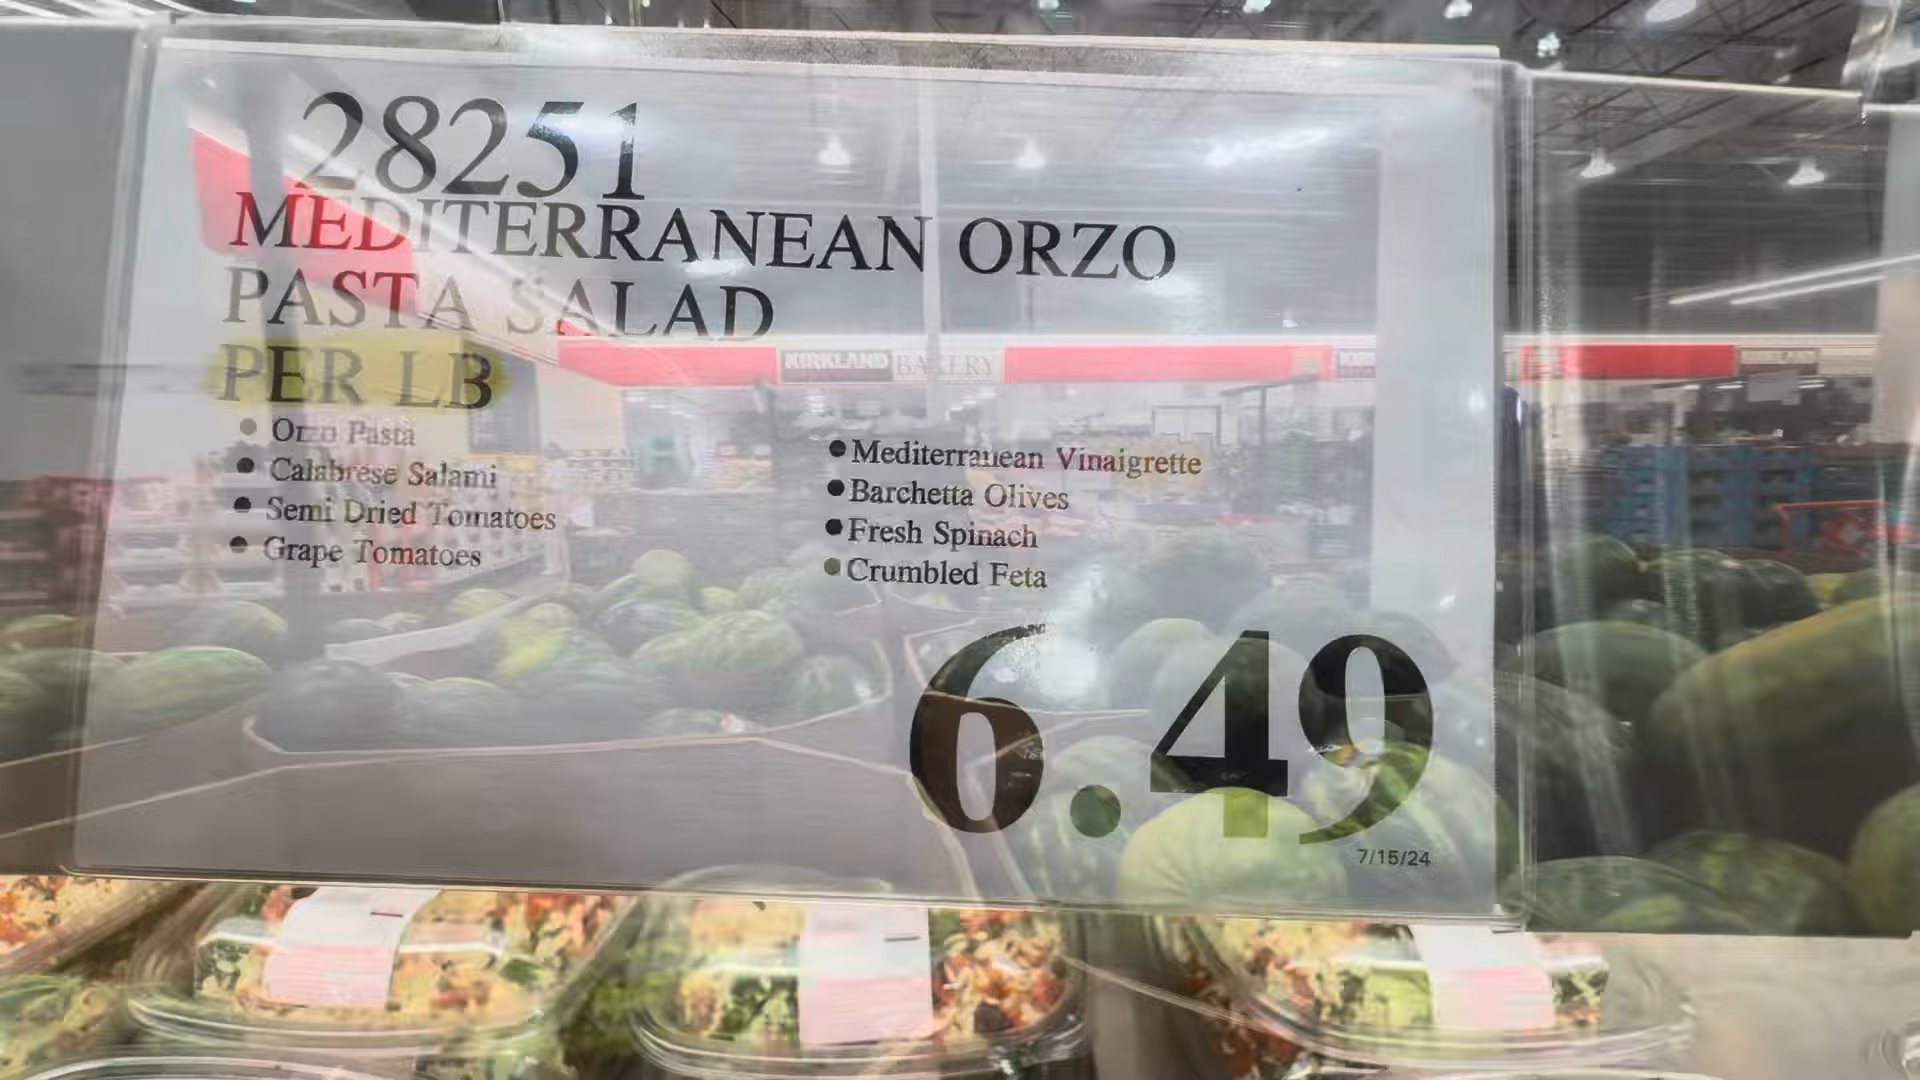 28251
MEDITERRANEAN ORZO
PASTA SALAD
PER LB
• Orzo Pasta
• Calabrese Salami
• Semi Dried Tomatoes
• Grape Tomatoes
• Mediterranean Vinaigrette
• Barchetta Olives
• Fresh Spinach
• Crumbled Feta
6.49
7/15/24
KIRKLAND BAKERY